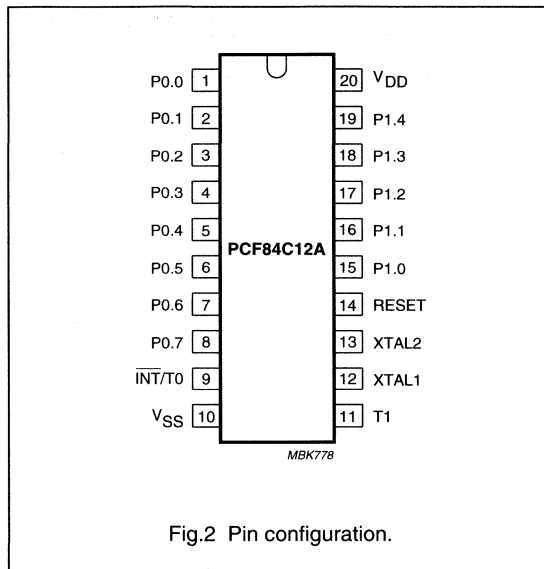 P0.0 1 20 VDD
P0.1 2 19 P1.4
P0.2 3 18 P1.3
P0.3 4 17 P1.2
P0.4 5 16 P1.1
PCF84C12A
P0.5 6 15 P1.0
P0.6 7 14 RESET
P0.7 8 13 XTAL2
INT/T0 9 12 XTAL1
VSS 10 11 T1
MBK778
Fig.2 Pin configuration.